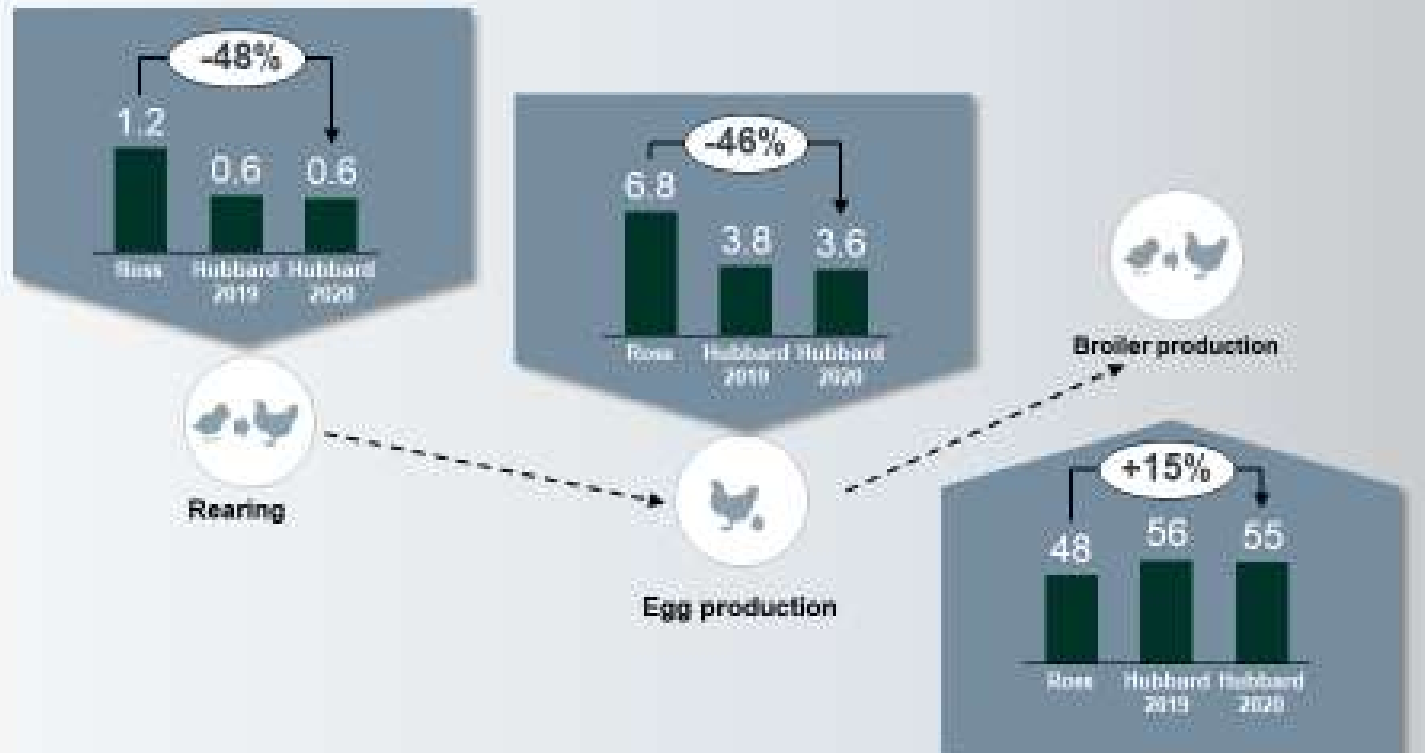 -48%
1.2
0.6
0.6
Ross
Hubbard
Hubbard
2019
2020
Rearing
-46%
6.8
3.8
3.6
Ross
Hubbard
Hubbard
2019
2020
Egg production
Broiler production
+15%
48
56
55
Ross
Hubbard
Hubbard
2019
2020